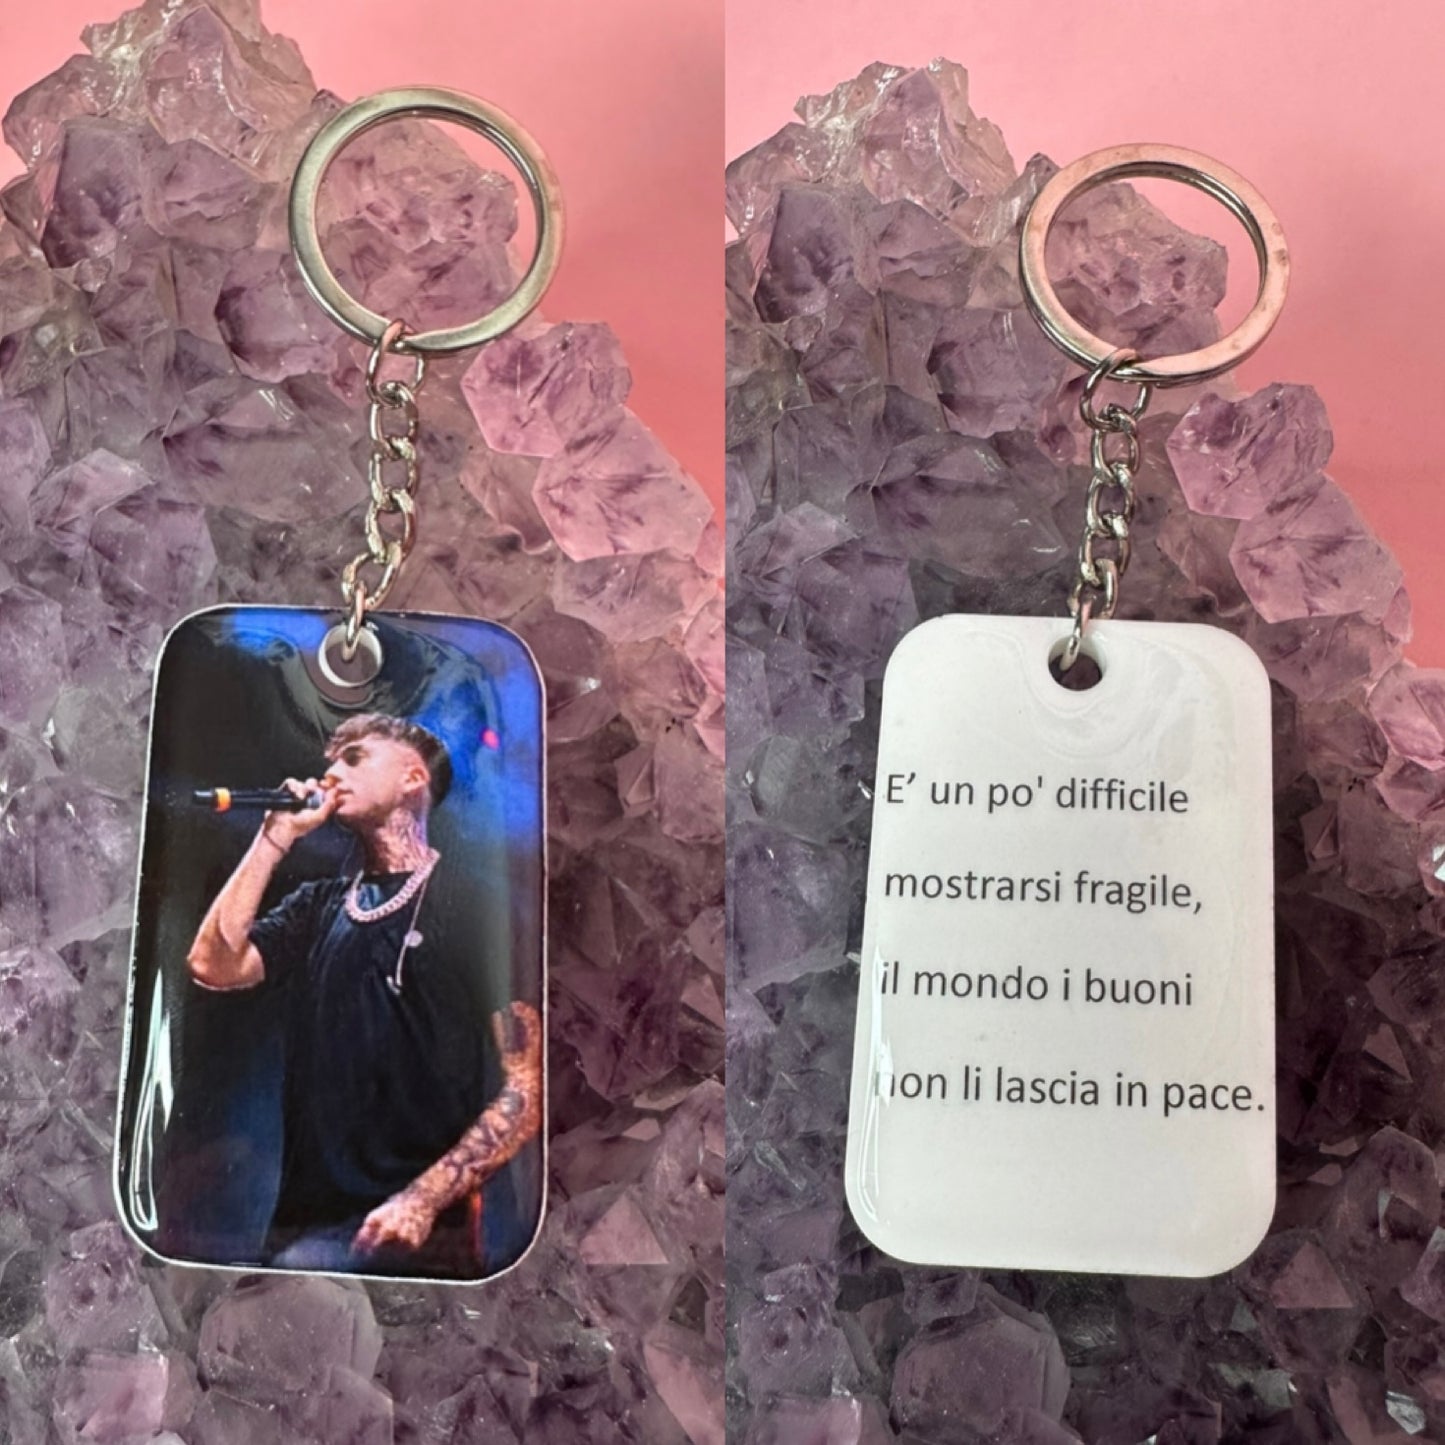 E’ un po' difficile
mostrarsi fragile,
il mondo i buoni
non li lascia in pace.